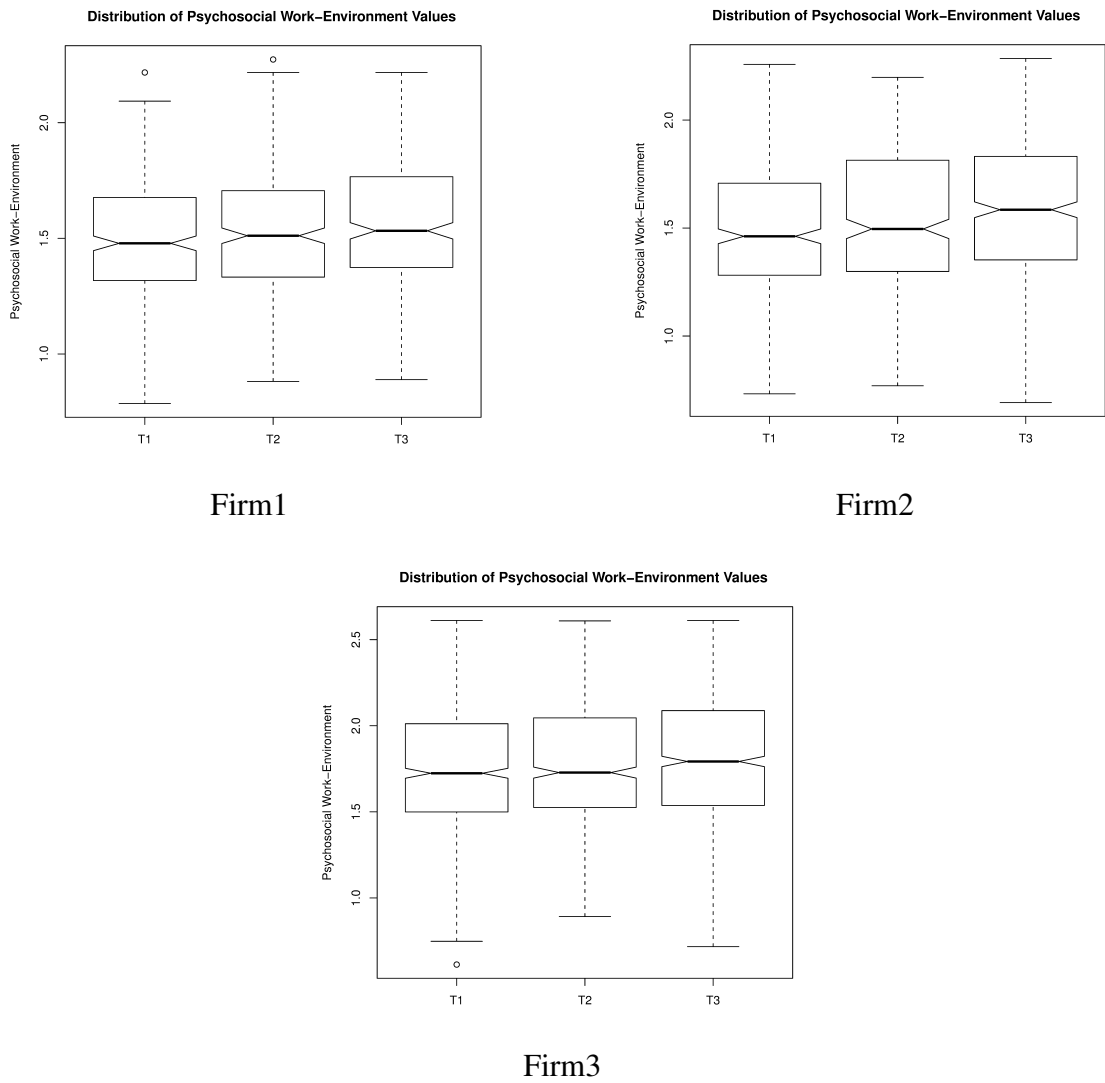 Distribution of Psychosocial Work−Environment Values
Psychosocial Work−Environment
2.0
1.5
1.0
T1 T2 T3
Firm1
Distribution of Psychosocial Work−Environment Values
Psychosocial Work−Environment
2.0
1.5
1.0
T1 T2 T3
Firm2
Distribution of Psychosocial Work−Environment Values
Psychosocial Work−Environment
2.5
2.0
1.5
1.0
T1 T2 T3
Firm3